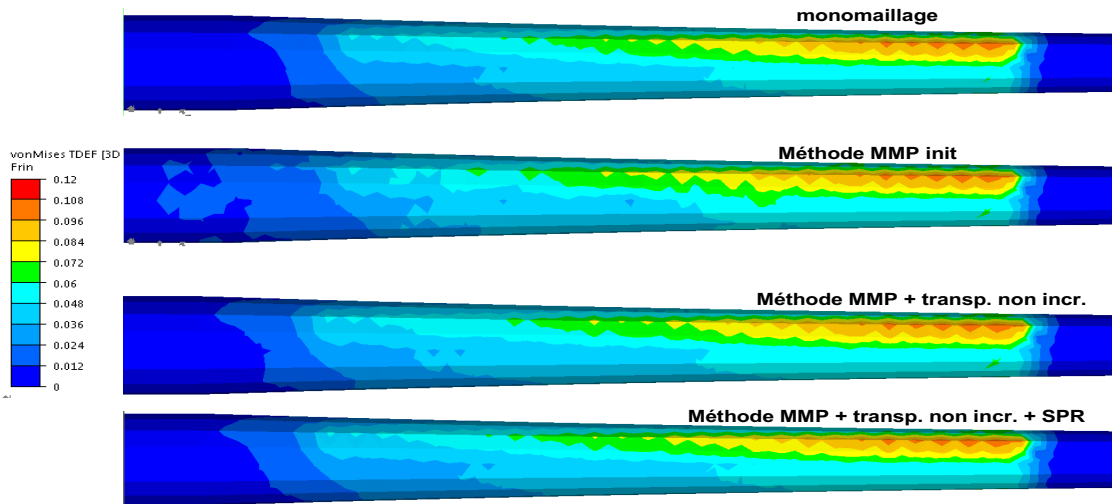 monomaillage
Méthode MMP init
vonMises TDEF [3D
Frin
0.12
0.108
0.096
0.084
0.072
0.06
0.048
0.036
0.024
0.012
0
Méthode MMP + transp. non incr.
Méthode MMP + transp. non incr. + SPR